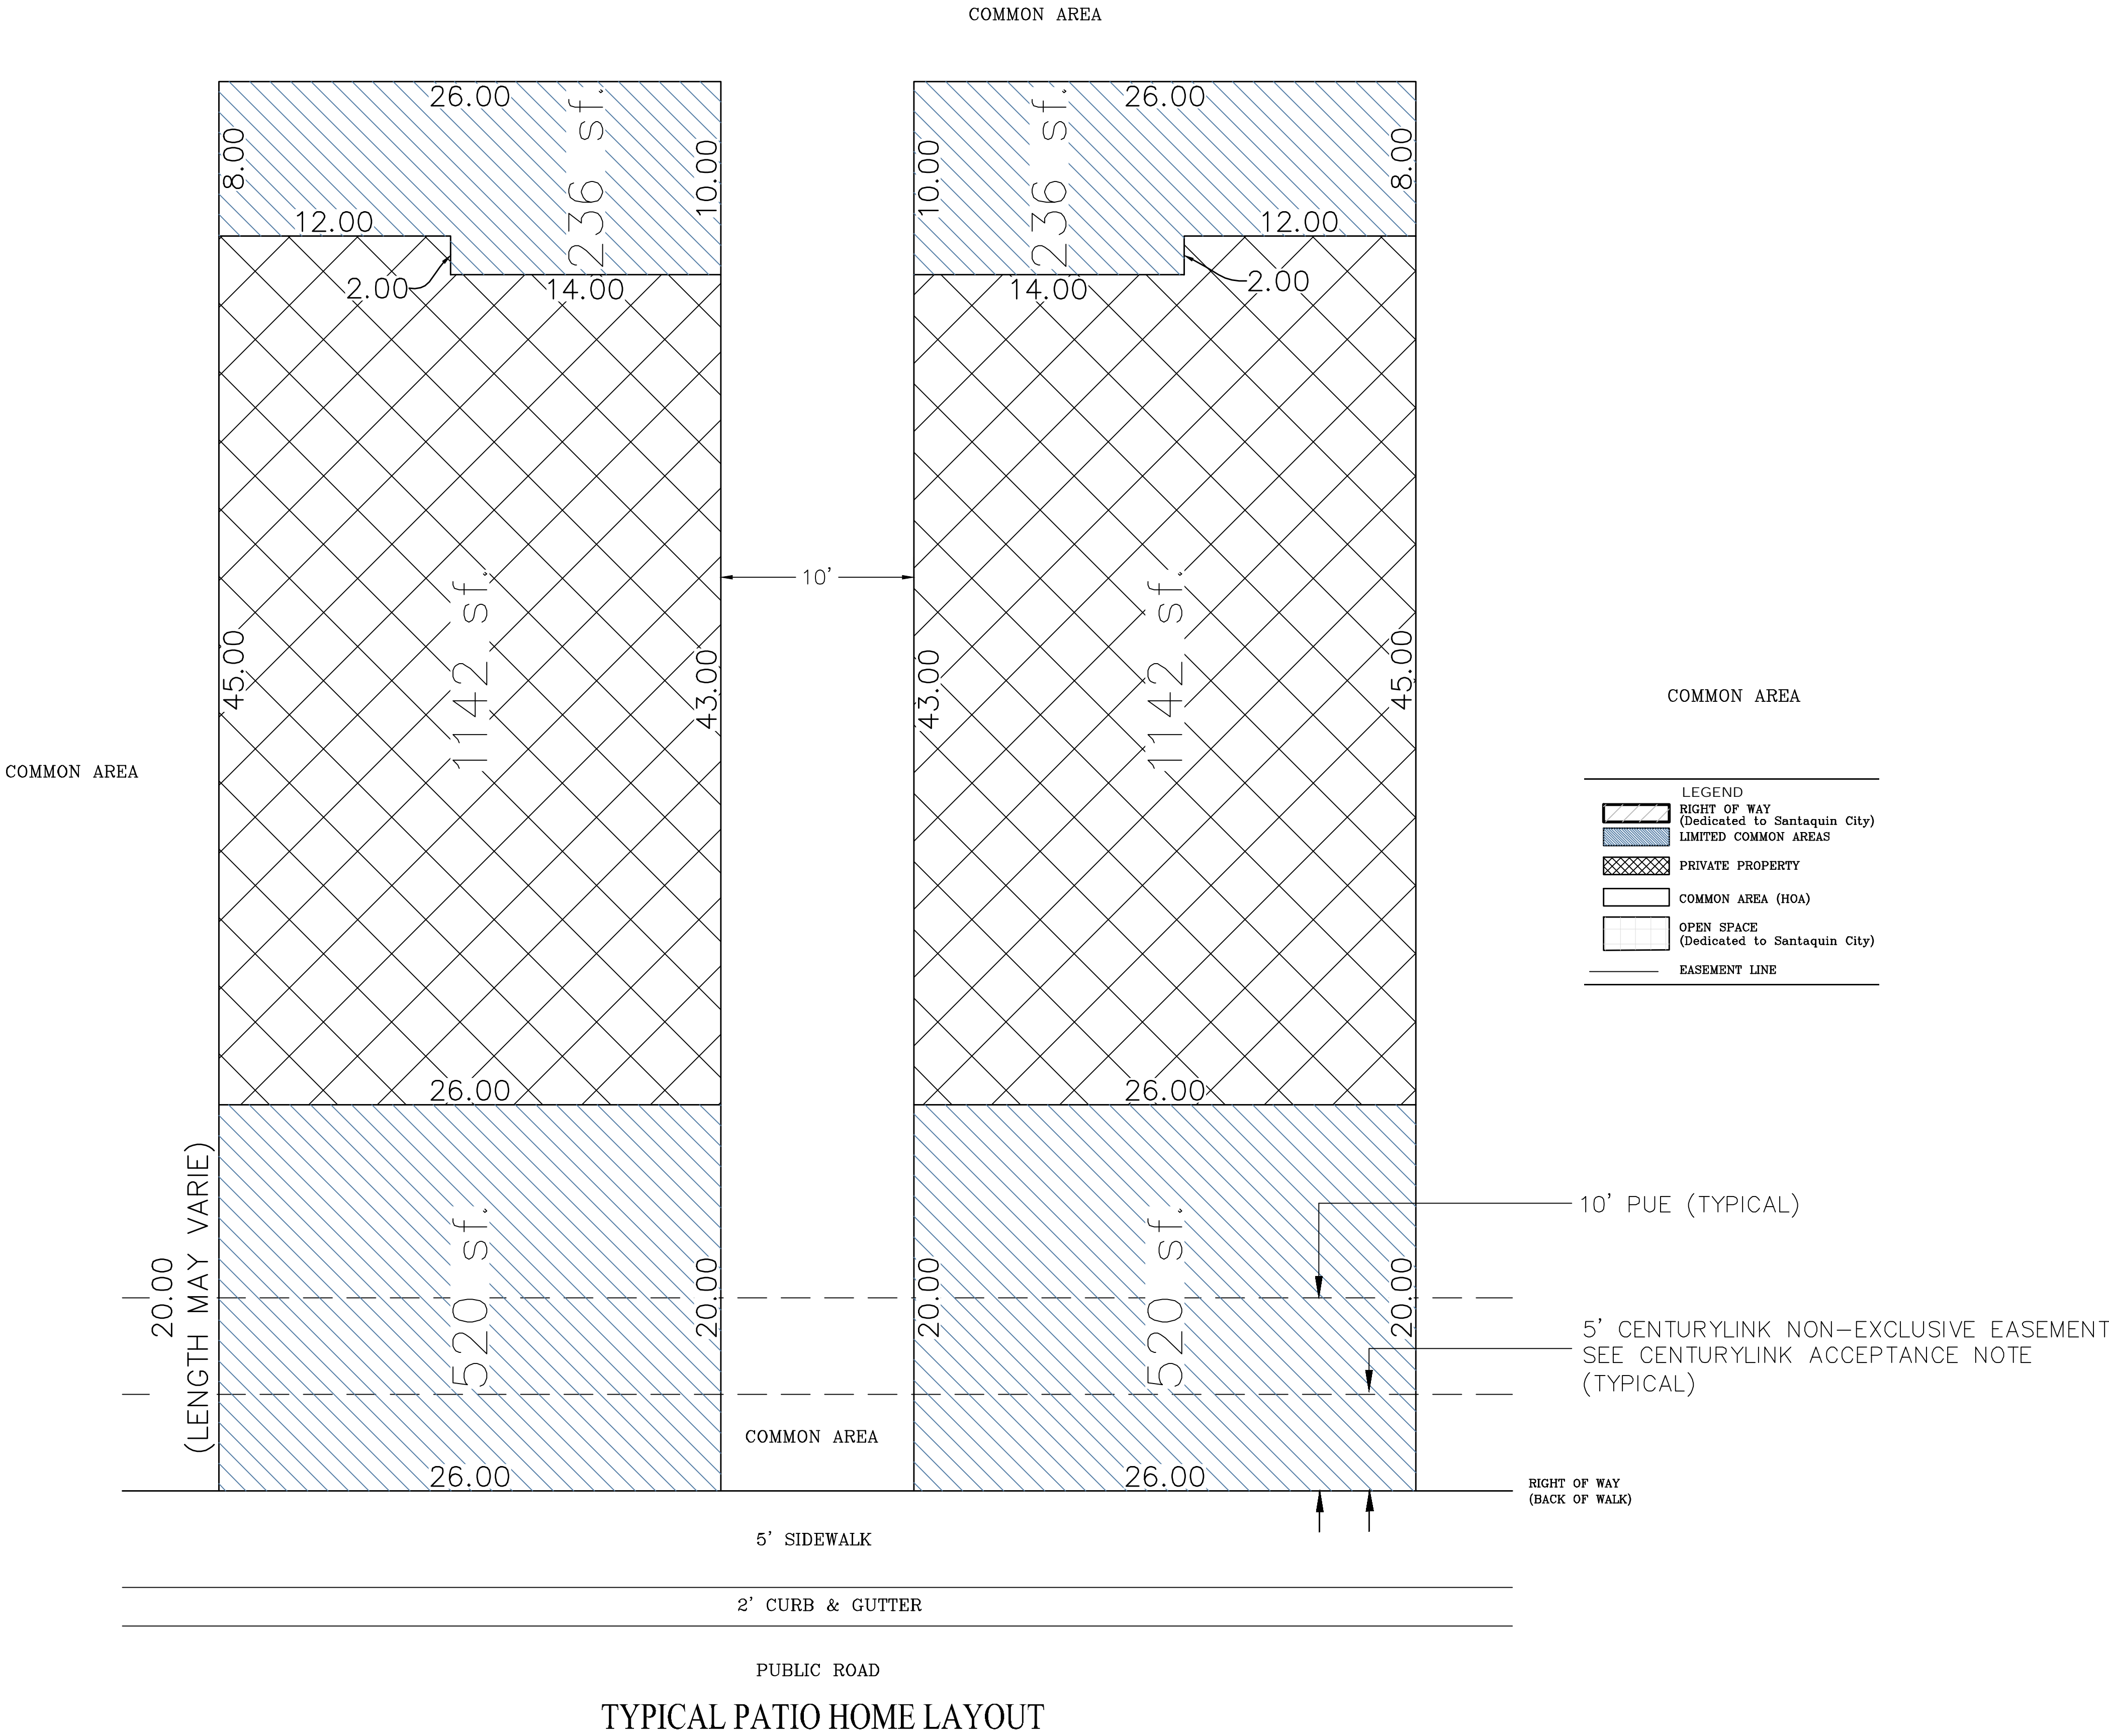 COMMON AREA
26.00
26.00
8.00
236 sf.
10.00
10.00
236 sf.
8.00
12.00
12.00
2.00
14.00
14.00
2.00
10'
1142 sf.
1142 sf.
45.00
43.00
43.00
45.00
COMMON AREA
COMMON AREA
LEGEND
RIGHT OF WAY
(Dedicated to Santaquin City)
LIMITED COMMON AREAS
PRIVATE PROPERTY
COMMON AREA (HOA)
OPEN SPACE
(Dedicated to Santaquin City)
EASEMENT LINE
26.00
26.00
20.00
(LENGTH MAY VARIE)
520 sf.
20.00
20.00
520 sf.
20.00
10' PUE (TYPICAL)
5' CENTURYLINK NON-EXCLUSIVE EASEMENT
SEE CENTURYLINK ACCEPTANCE NOTE
(TYPICAL)
COMMON AREA
26.00
26.00
RIGHT OF WAY
(BACK OF WALK)
5' SIDEWALK
2' CURB & GUTTER
PUBLIC ROAD
TYPICAL PATIO HOME LAYOUT